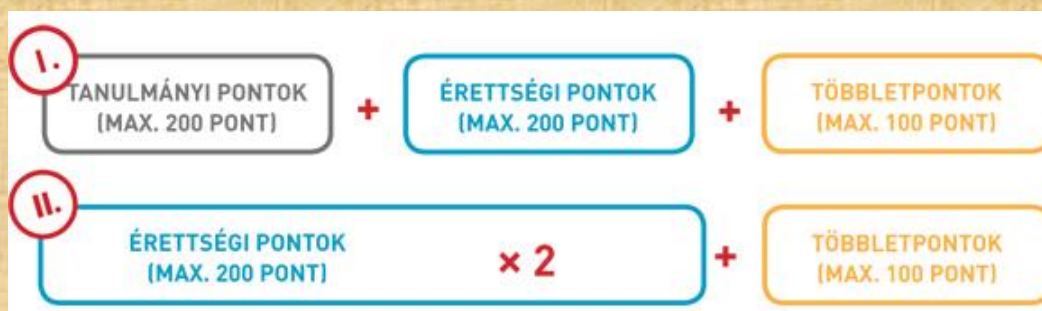 I.
TANULMÁNYI PONTOK
(MAX. 200 PONT)
+
ÉRETTSÉGI PONTOK
(MAX. 200 PONT)
+
TÖBBLETPONTOK
(MAX. 100 PONT)
II.
ÉRETTSÉGI PONTOK
(MAX. 200 PONT)
× 2
+
TÖBBLETPONTOK
(MAX. 100 PONT)